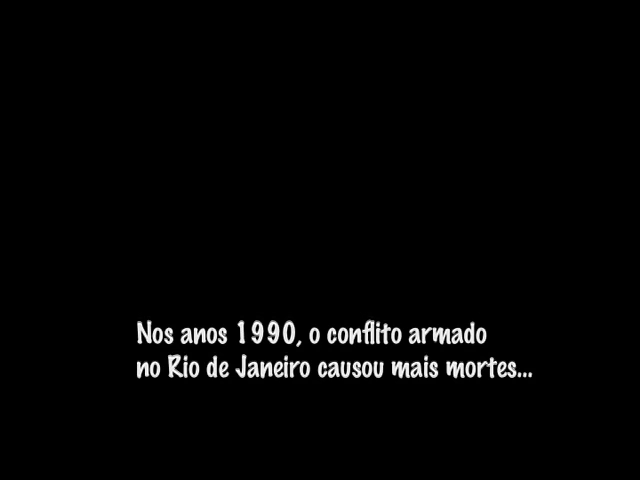 Nos anos 1990, o conflito armado
no Rio de Janeiro causou mais mortes...